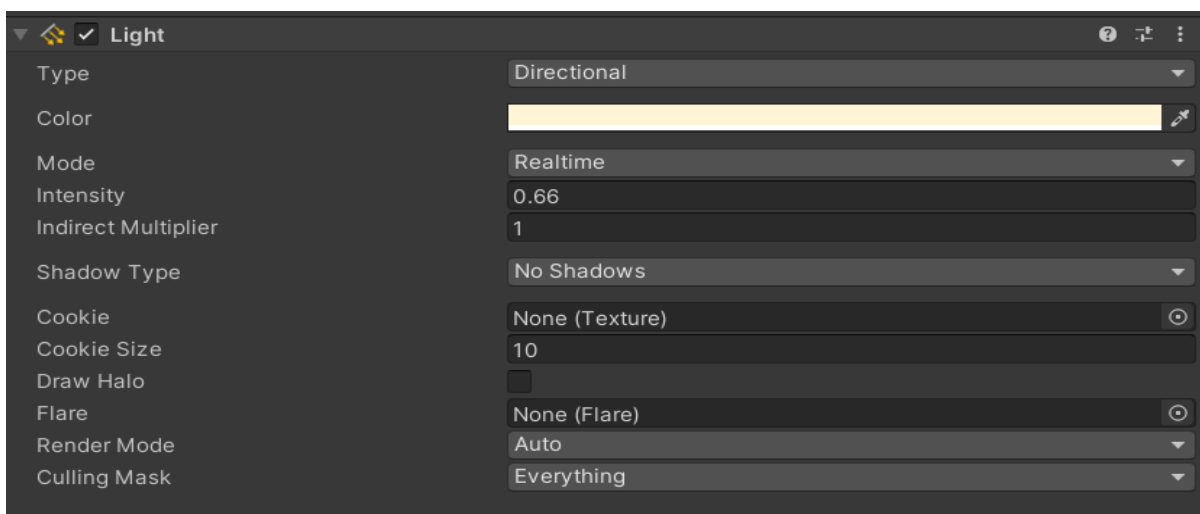 Light
Type Directional
Color
Mode Realtime
Intensity 0.66
Indirect Multiplier 1
Shadow Type No Shadows
Cookie None (Texture)
Cookie Size 10
Draw Halo
Flare None (Flare)
Render Mode Auto
Culling Mask Everything